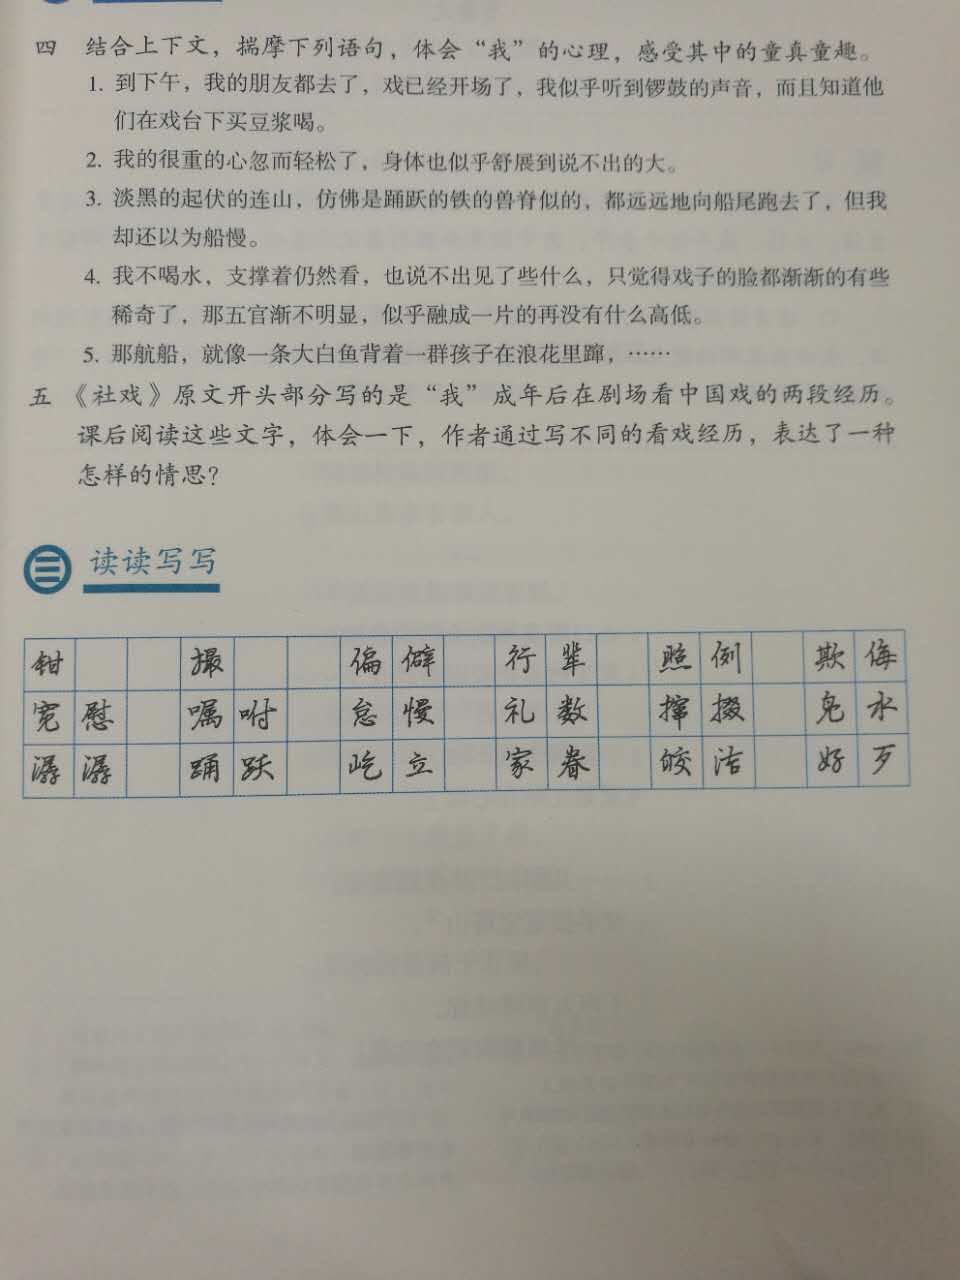 四 结合上下文，揣摩下列语句，体会“我”的心理，感受其中的童真童趣。
1. 到下午，我的朋友都去了，戏已经开场了，我似乎听到锣鼓的声音，而且知道他
们在戏台下买豆浆喝。
2. 我的很重的心忽而轻松了，身体也似乎舒展到说不出的大。
3. 淡黑的起伏的连山，仿佛是踊跃的铁的兽脊似的，都远远地向船尾跑去了，但我
却还以为船慢。
4. 我不喝水，支撑着仍然看，也说不出见了些什么，只觉得戏子的脸都渐渐的有些
稀奇了，那五官渐不明显，似乎融成一片的再没有什么高低。
5. 那航船，就像一条大白鱼背着一群孩子在浪花里蹿，……
五 《社戏》原文开头部分写的是“我”成年后在剧场看中国戏的两段经历。
课后阅读这些文字，体会一下，作者通过写不同的看戏经历，表达了一种
怎样的情思？
读读写写
钳 撮 偏僻 行辈 照例 欺侮
宽慰 嘱咐 怠慢 礼数 撺掇 凫水
潺潺 踊跃 屹立 家眷 皎洁 好歹